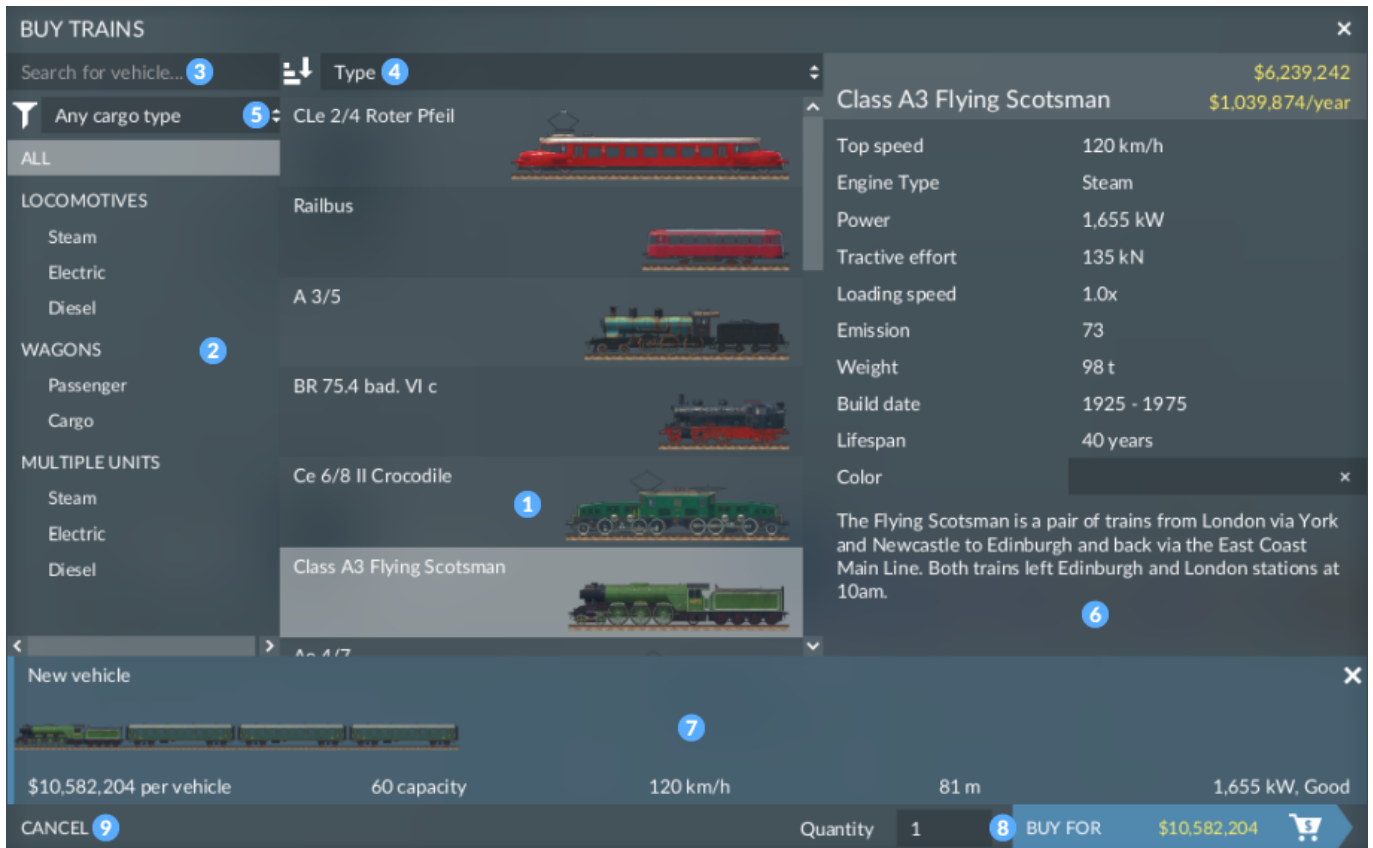 BUY TRAINS ×
Search for vehicle... 3
Type 4
Any cargo type 5
ALL
LOCOMOTIVES
Steam
Electric
Diesel
WAGONS
2
Passenger
Cargo
MULTIPLE UNITS
Steam
Electric
Diesel
CLe 2/4 Roter Pfeil
Railbus
A 3/5
BR 75.4 bad. VI c
Ce 6/8 II Crocodile
1
Class A3 Flying Scotsman
Ae 4/7
$6,239,242
Class A3 Flying Scotsman $1,039,874/year
Top speed 120 km/h
Engine Type Steam
Power 1,655 kW
Tractive effort 135 kN
Loading speed 1.0x
Emission 73
Weight 98 t
Build date 1925 - 1975
Lifespan 40 years
Color ×
The Flying Scotsman is a pair of trains from London via York
and Newcastle to Edinburgh and back via the East Coast
Main Line. Both trains left Edinburgh and London stations at
10am.
6
New vehicle ×
7
$10,582,204 per vehicle 60 capacity 120 km/h 81 m 1,655 kW, Good
CANCEL 9 Quantity 1 8 BUY FOR $10,582,204 $